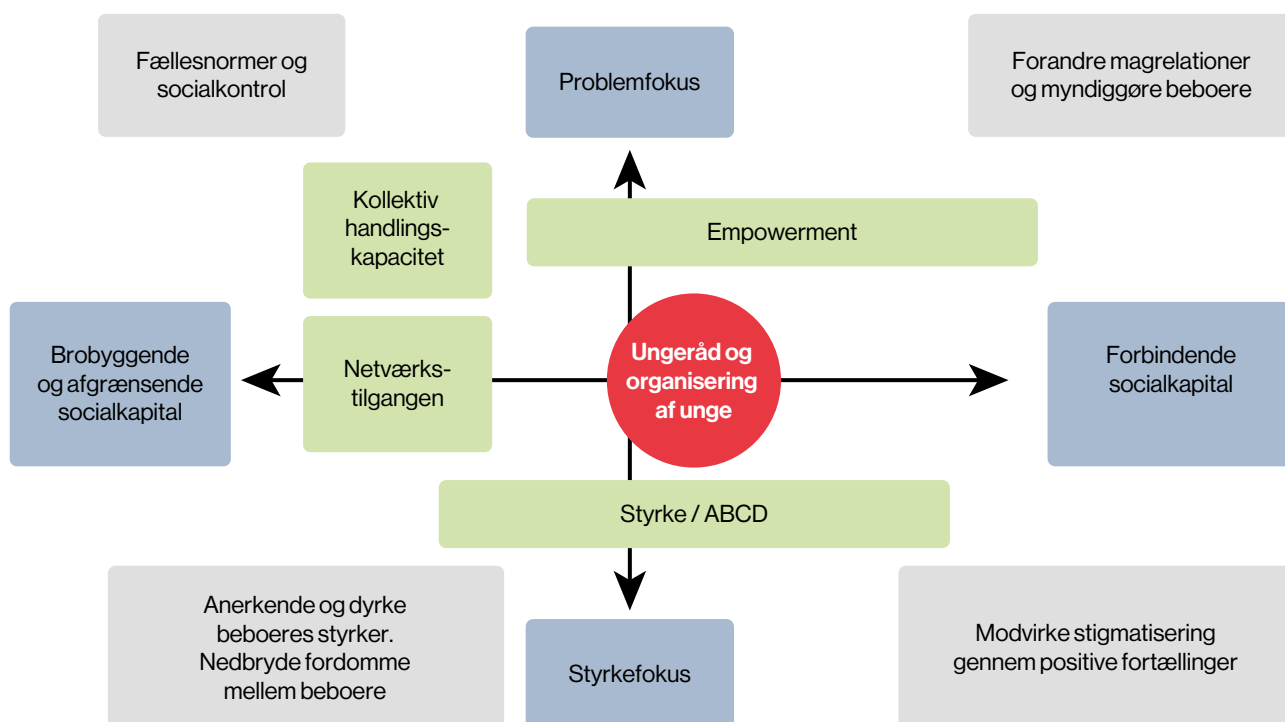 Fællesnormer og
socialkontrol
Problemfokus
Forandre magrelationer
og myndiggøre beboere
Kollektiv
handlings-
kapacitet
Empowerment
Brobyggende
og afgrænsende
socialkapital
Netværks-
tilgangen
Ungeråd og
organisering
af unge
Forbindende
socialkapital
Styrke / ABCD
Anerkende og dyrke
beboeres styrker.
Nedbryde fordomme
mellem beboere
Styrkefokus
Modvirke stigmatisering
gennem positive fortællinger